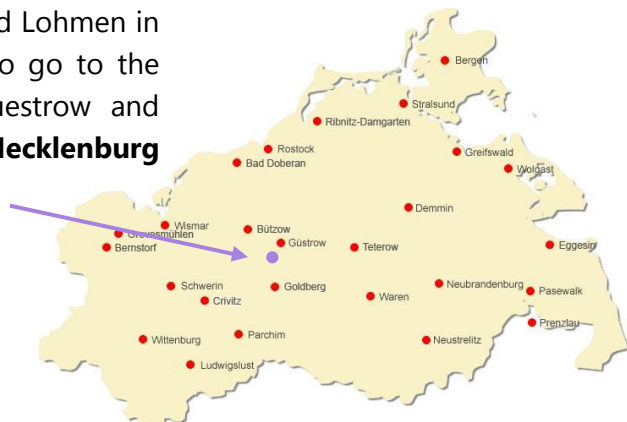 d Lohmen in
o go to the
uestrow and
Mecklenburg
Bergen
Stralsund
Ribnitz-Damgarten
Rostock
Greifswald
Bad Doberan
Wolgast
Demmin
Wismar
Bützow
Grevesmühlen
Güstrow
Eggesin
Bernstorf
Teterow
Schwerin
Goldberg
Neubrandenburg
Crivitz
Waren
Pasewalk
Prenzlau
Wittenburg
Parchim
Neustrelitz
Ludwigslust